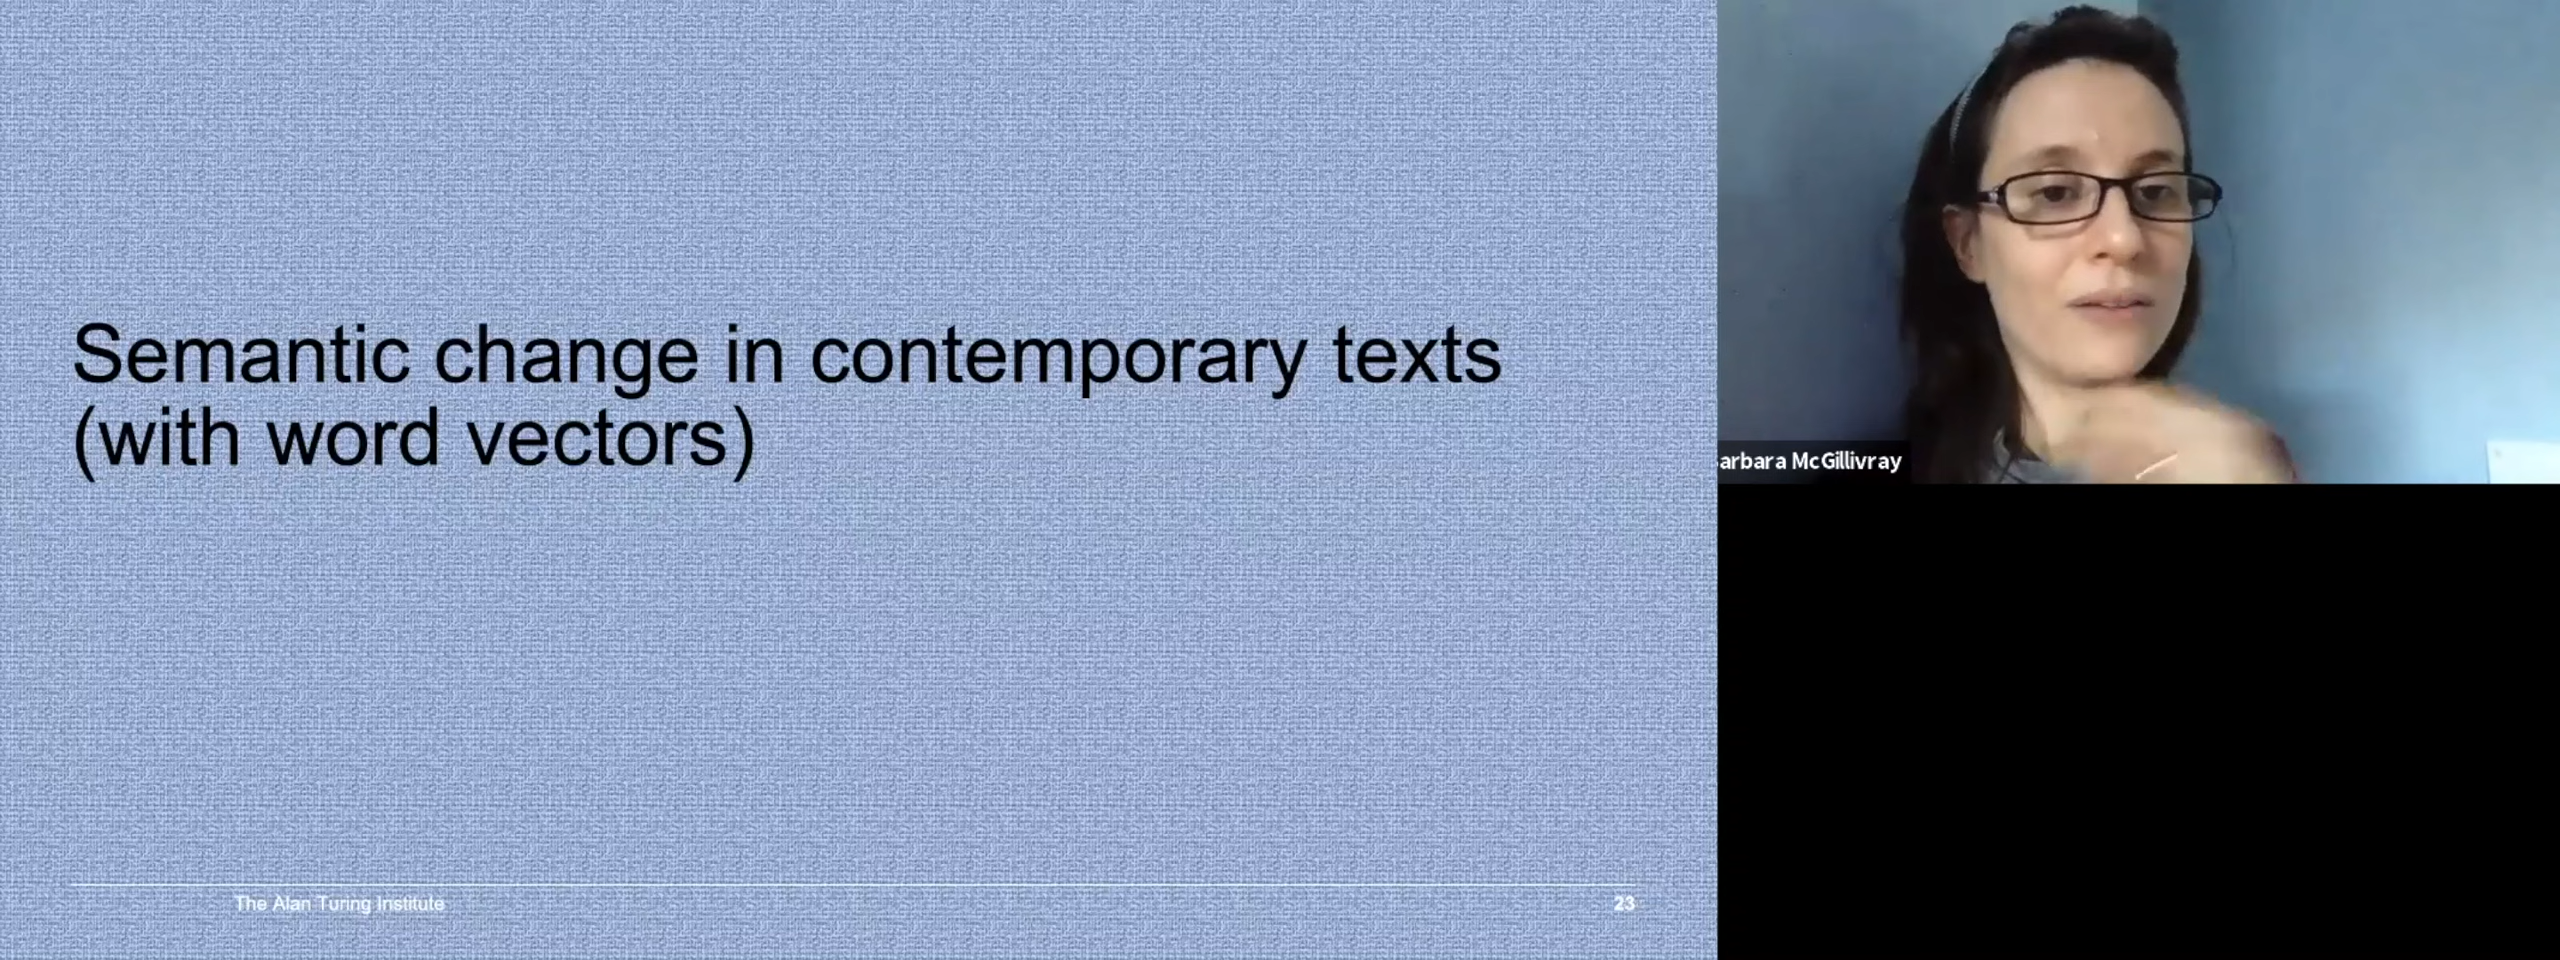 Semantic change in contemporary texts
(with word vectors)
arbara McGillivray
The Alan Turing Institute
23